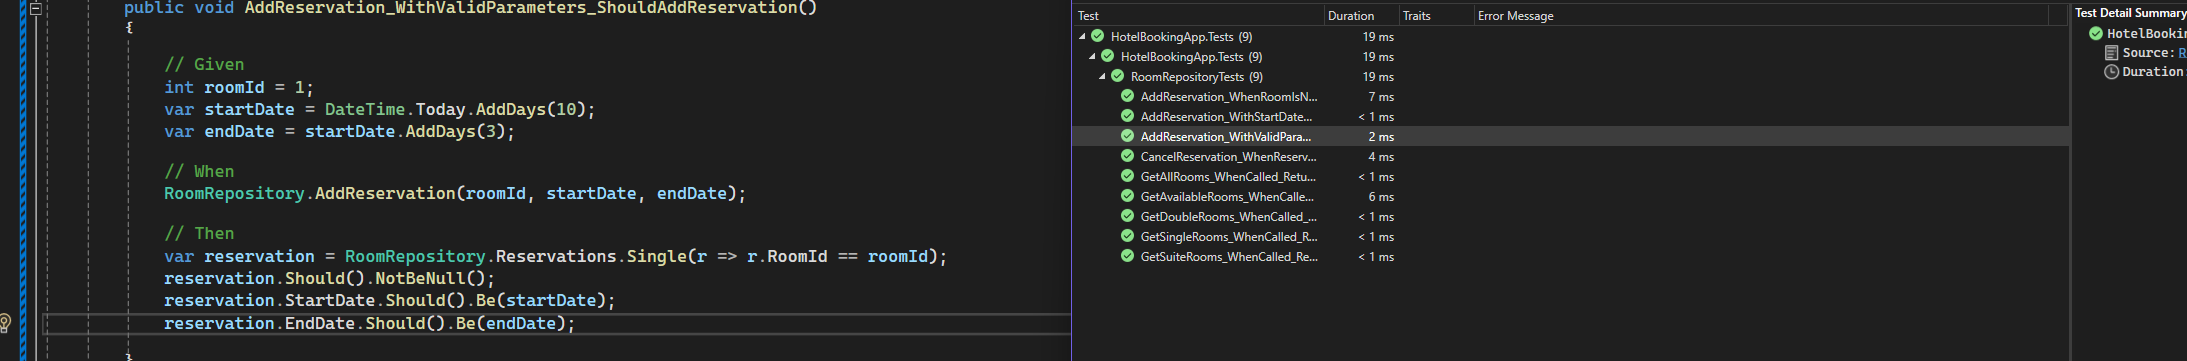 public void AddReservation_WithValidParameters_ShouldAddReservation()
{
// Given
int roomId = 1;
var startDate = DateTime.Today.AddDays(10);
var endDate = startDate.AddDays(3);
// When
RoomRepository.AddReservation(roomId, startDate, endDate);
// Then
var reservation = RoomRepository.Reservations.Single(r => r.RoomId == roomId);
reservation.Should().NotBeNull();
reservation.StartDate.Should().Be(startDate);
reservation.EndDate.Should().Be(endDate);
}
Test Duration Traits Error Message
HotelBookingApp.Tests (9) 19 ms
HotelBookingApp.Tests (9) 19 ms
RoomRepositoryTests (9) 19 ms
AddReservation_WhenRoomIsN... 7 ms
AddReservation_WithStartDate... < 1 ms
AddReservation_WithValidPara... 2 ms
CancelReservation_WhenReserv... 4 ms
GetAllRooms_WhenCalled_Retu... < 1 ms
GetAvailableRooms_WhenCalle... 6 ms
GetDoubleRooms_WhenCalled_... < 1 ms
GetSingleRooms_WhenCalled_R... < 1 ms
GetSuiteRooms_WhenCalled_Re... < 1 ms
Test Detail Summary
HotelBookin
Source: R
Duration